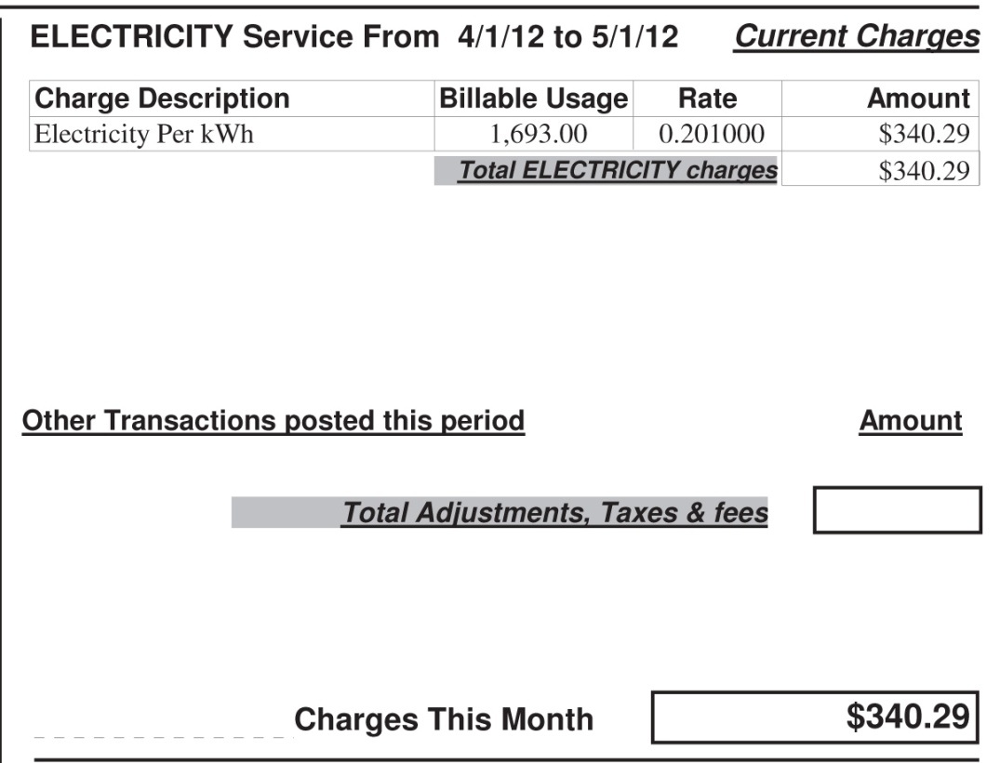 ELECTRICITY Service From 4/1/12 to 5/1/12 Current Charges
Charge Description Billable Usage Rate Amount
Electricity Per kWh 1,693.00 0.201000 $340.29
Total ELECTRICITY charges $340.29
Other Transactions posted this period Amount
Total Adjustments, Taxes & fees
Charges This Month $340.29